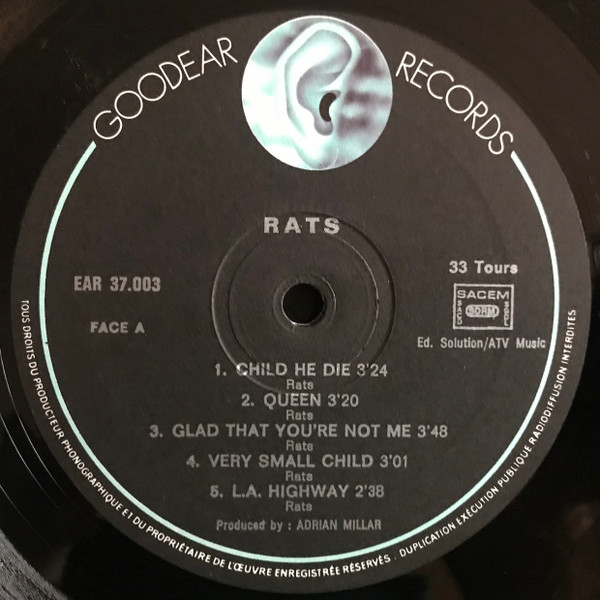 GOODEAR RECORDS
RATS
EAR 37.003
33 Tours
SACEM
FACE A
Ed. Solution/ATV Music
1. CHILD HE DIE 3'24
Rats
2. QUEEN 3'20
Rats
3. GLAD THAT YOU'RE NOT ME 3'48
Rats
4. VERY SMALL CHILD 3'01
Rats
5. L.A. HIGHWAY 2'38
Rats
Produced by : ADRIAN MILLAR
TOUS DROITS DU PRODUCTEUR PHONOGRAPHIQUE ET DU PROPRIÉTAIRE DE L'ŒUVRE ENREGISTRÉE RÉSERVÉS . DUPLICATION EXÉCUTION PUBLIQUE RADIODIFFUSION INTERDITES